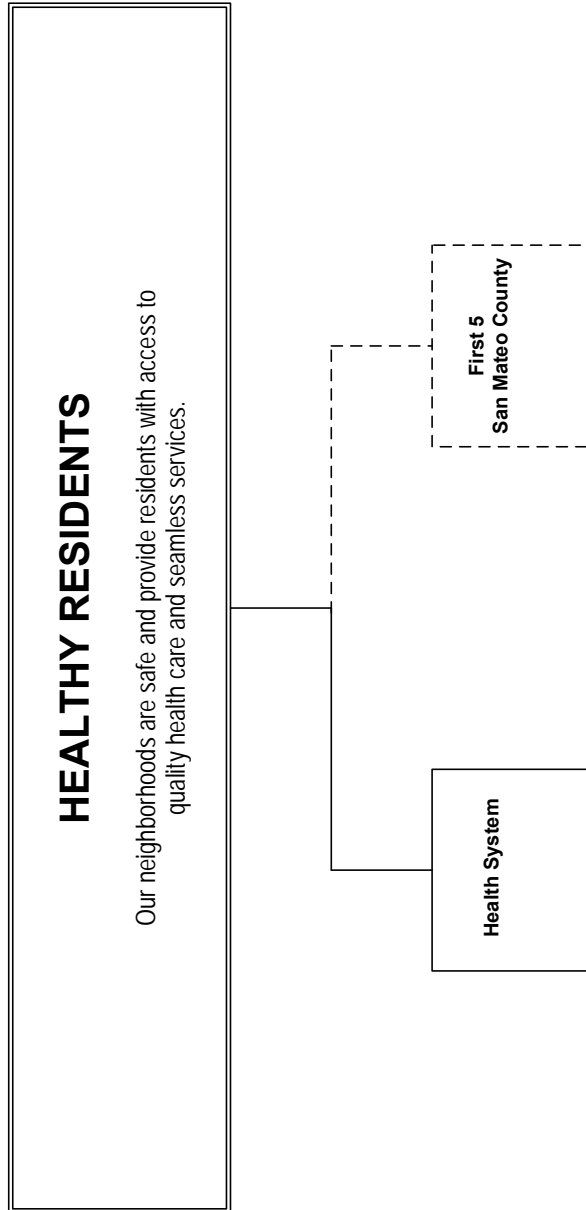 HEALTHY RESIDENTS
Our neighborhoods are safe and provide residents with access to
quality health care and seamless services.
Health System
First 5
San Mateo County